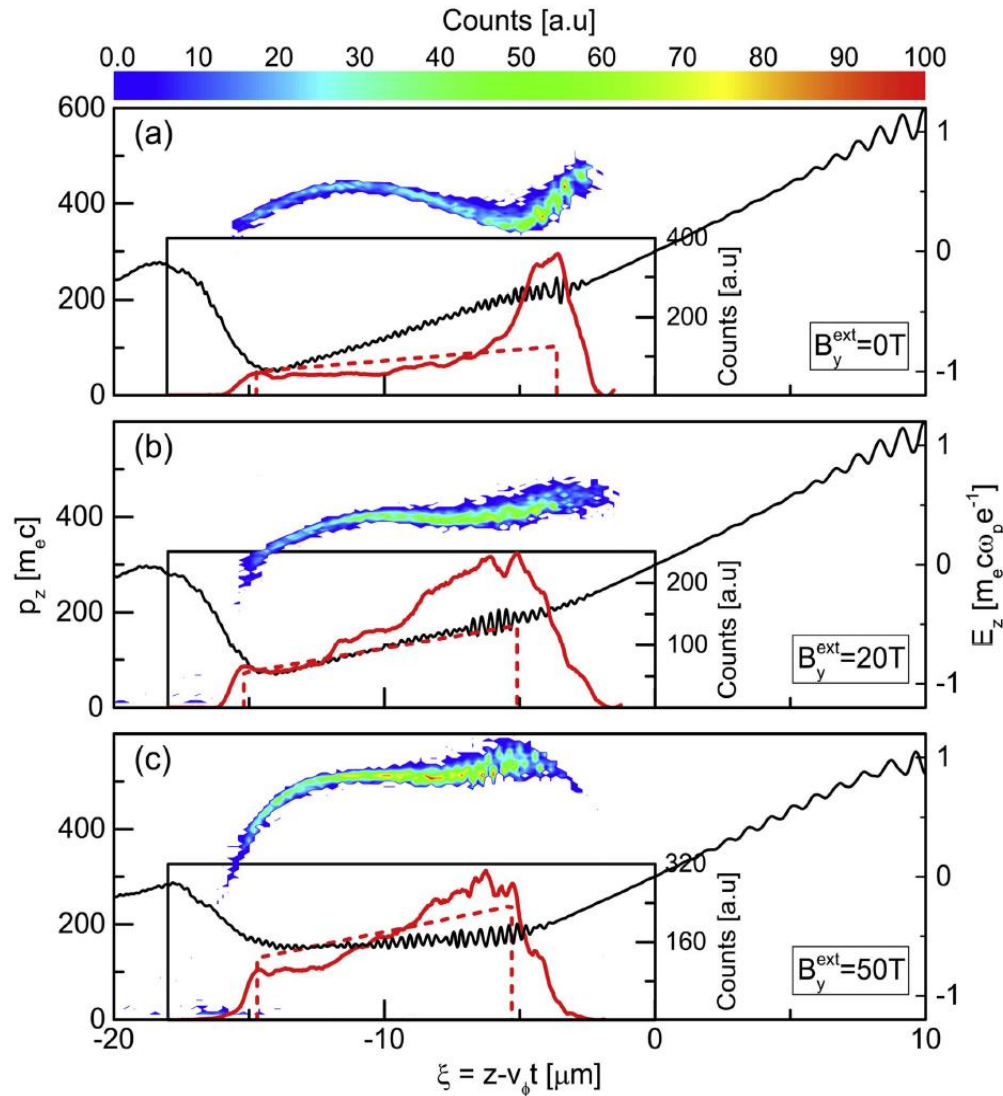 Counts [a.u]
0.0 10 20 30 40 50 60 70 80 90 100
600
400
200
0
(a)
400
200
Counts [a.u]
1
0
-1
B_y^ext=0T
(b)
400
200
0
200
100
Counts [a.u]
1
0
-1
B_y^ext=20T
p_z [m_e c]
E_z [m_e cω_p e^-1]
(c)
400
200
0
320
160
Counts [a.u]
1
0
-1
B_y^ext=50T
-20 -10 0 10
ξ = z-v_ϕt [μm]